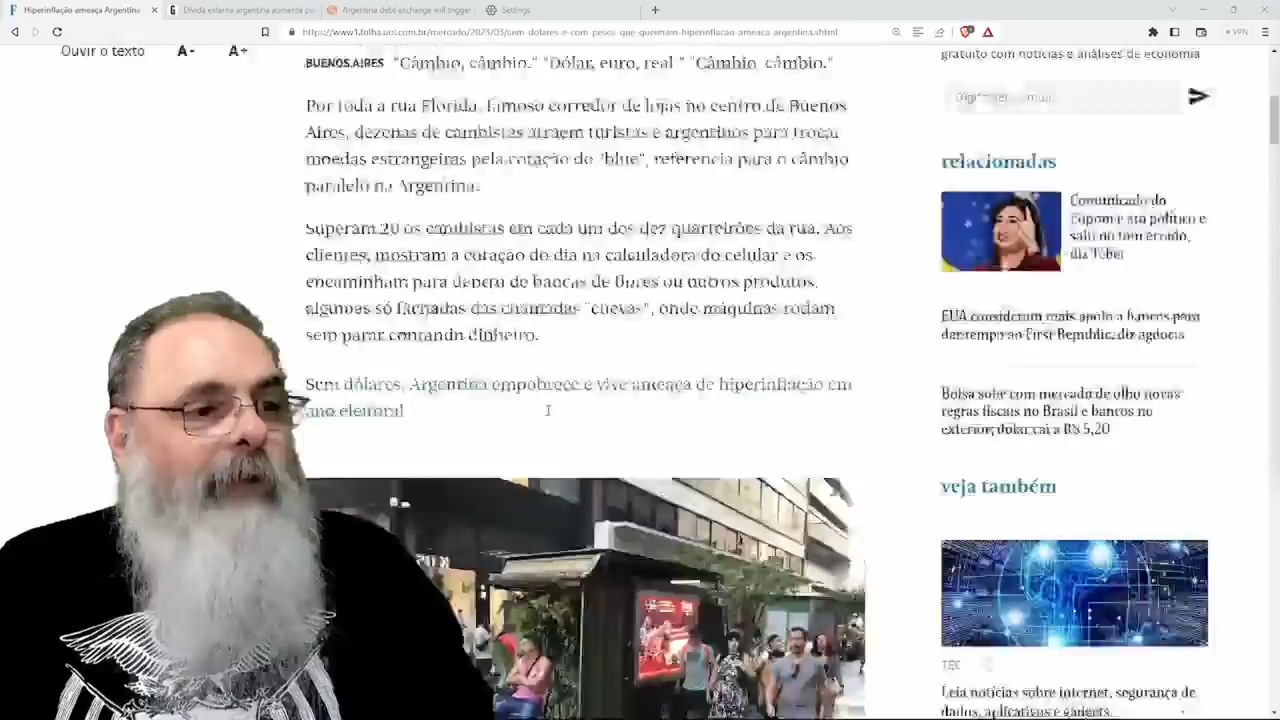 Hiperinflação ameaça Argentina
Dívida externa argentina aumenta pa
Argentina debt exchange will trigger
Settings
https://www1.folha.uol.com.br/mercado/2023/03/sem-dolares-e-com-pesos-que-queimam-hiperinflacao-ameaca-argentina.shtml
VPN
Ouvir o texto A- A+
BUENOS AIRES "Câmbio, câmbio." "Dólar, euro, real." "Câmbio, câmbio."
Por toda a rua Florida, famoso corredor de lojas no centro de Buenos
Aires, dezenas de cambistas atraem turistas e argentinos para trocar
moedas estrangeiras pela cotação do "blue", referência para o câmbio
paralelo na Argentina.
Superam 20 os cambistas em cada um dos dez quarteirões da rua. Aos
clientes, mostram a cotação do dia na calculadora do celular e os
encaminham para dentro de bancas de flores ou outros produtos,
algumas só fachadas das chamadas "cuevas", onde máquinas rodam
sem parar contando dinheiro.
Sem dólares, Argentina empobrece e vive ameaça de hiperinflação em
ano eleitoral
gratuito com notícias e análises de economia
relacionadas
Comunicado do
Copom é político e
saiu no tom errado,
diz
EUA consideram mais apoio a bancos para
dar tempo ao First Republic, diz agência
Bolsa sobe com mercado de olho novas
regras fiscais no Brasil e bancos no
exterior; dólar cai a R$ 5,20
veja também
TEC
Leia notícias sobre internet, segurança de
dados, aplicativos e gadgets